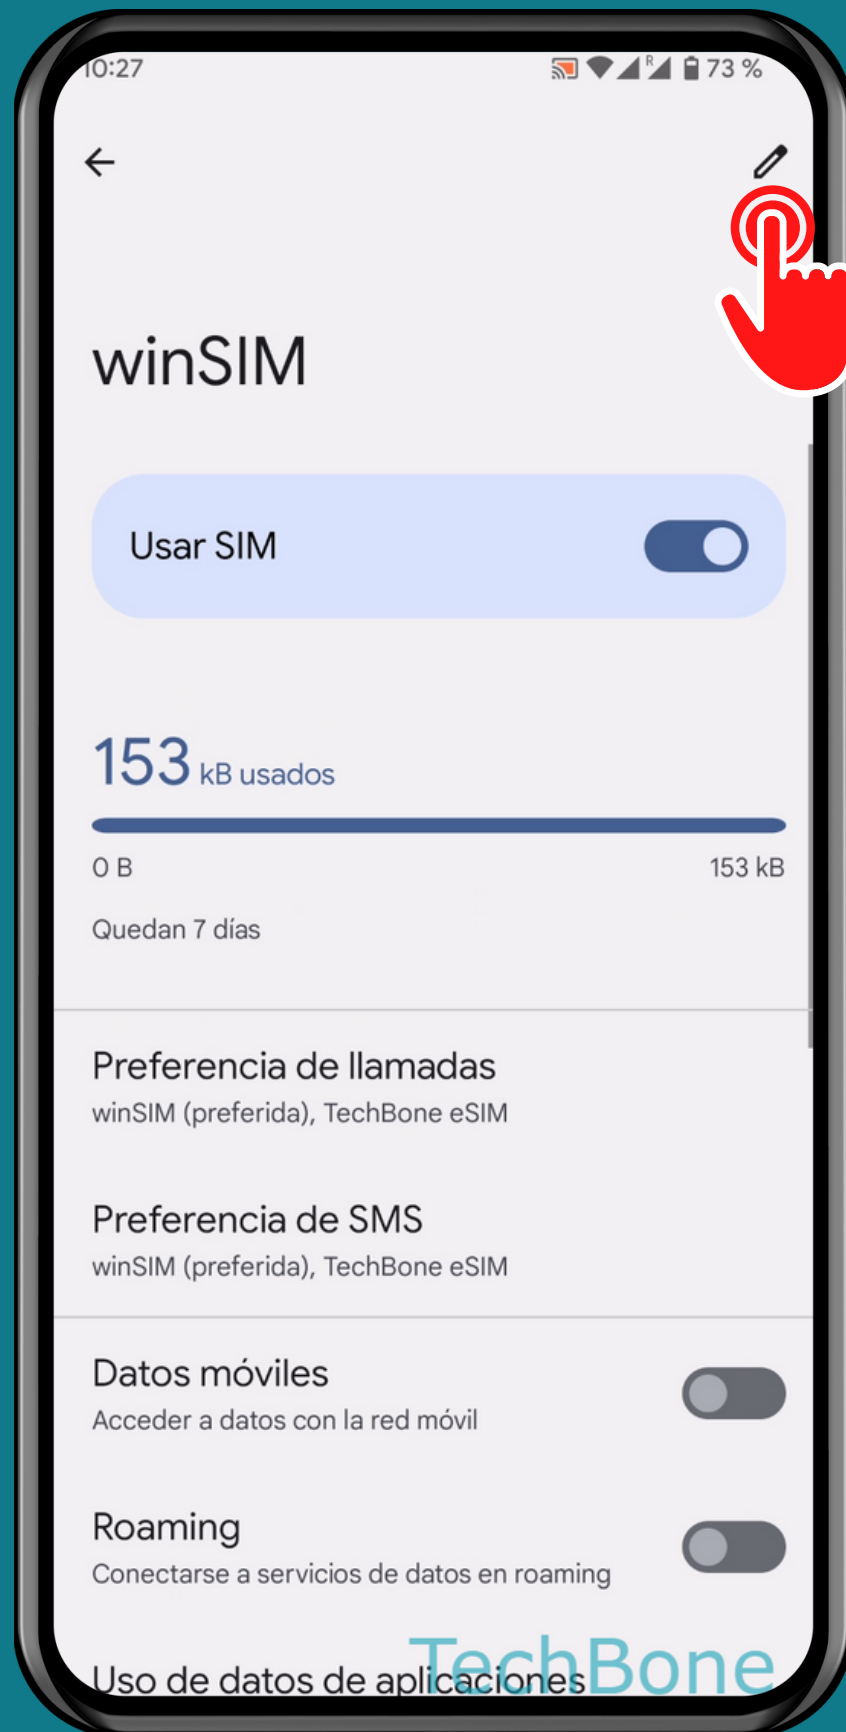 10:27
R
73 %
winSIM
Usar SIM
153 kB usados
0 B
153 kB
Quedan 7 días
Preferencia de llamadas
winSIM (preferida), TechBone eSIM
Preferencia de SMS
winSIM (preferida), TechBone eSIM
Datos móviles
Acceder a datos con la red móvil
Roaming
Conectarse a servicios de datos en roaming
Uso de datos de aplicaciones
TechBone